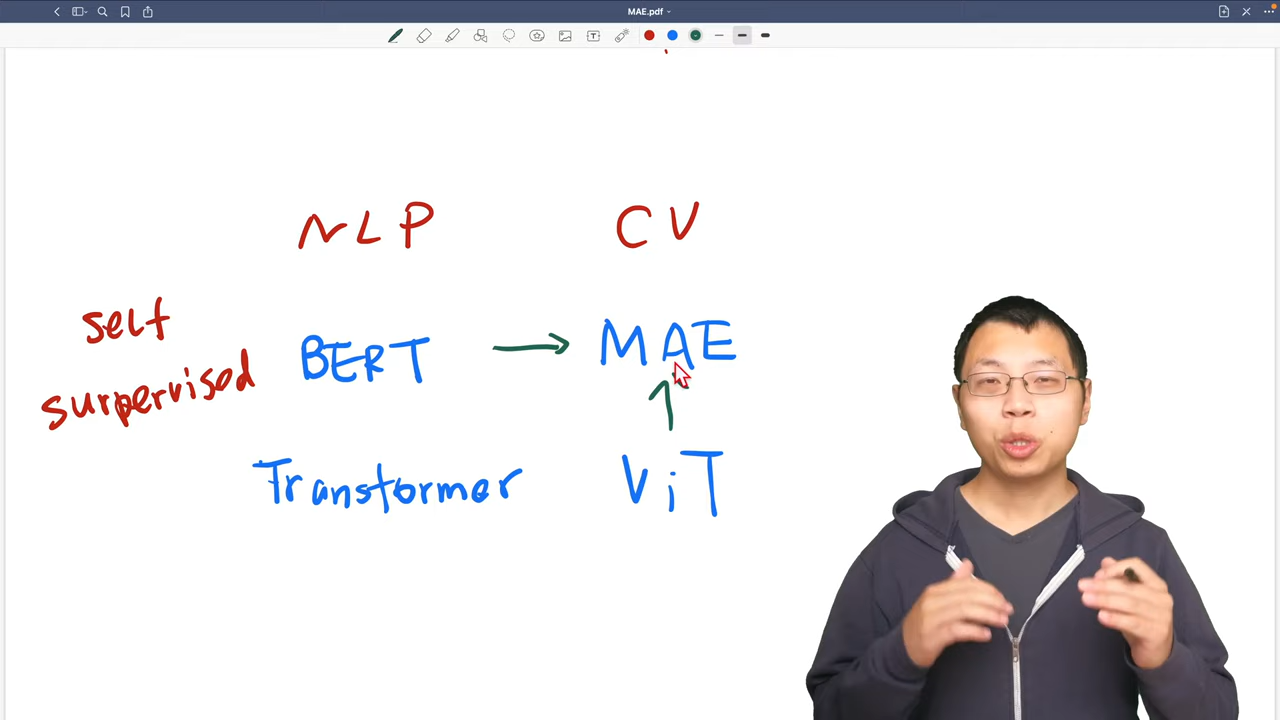 MAE.pdf
NLP CV
self
surpervised
BERT → MAE
Transformer ViT